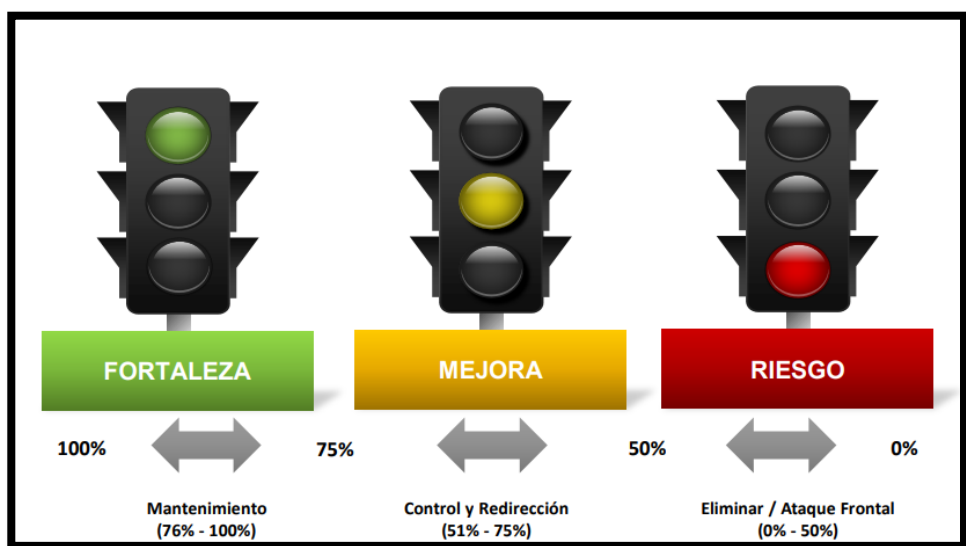 FORTALEZA
MEJORA
RIESGO
100%
75%
50%
0%
Mantenimiento
(76% - 100%)
Control y Redirección
(51% - 75%)
Eliminar / Ataque Frontal
(0% - 50%)